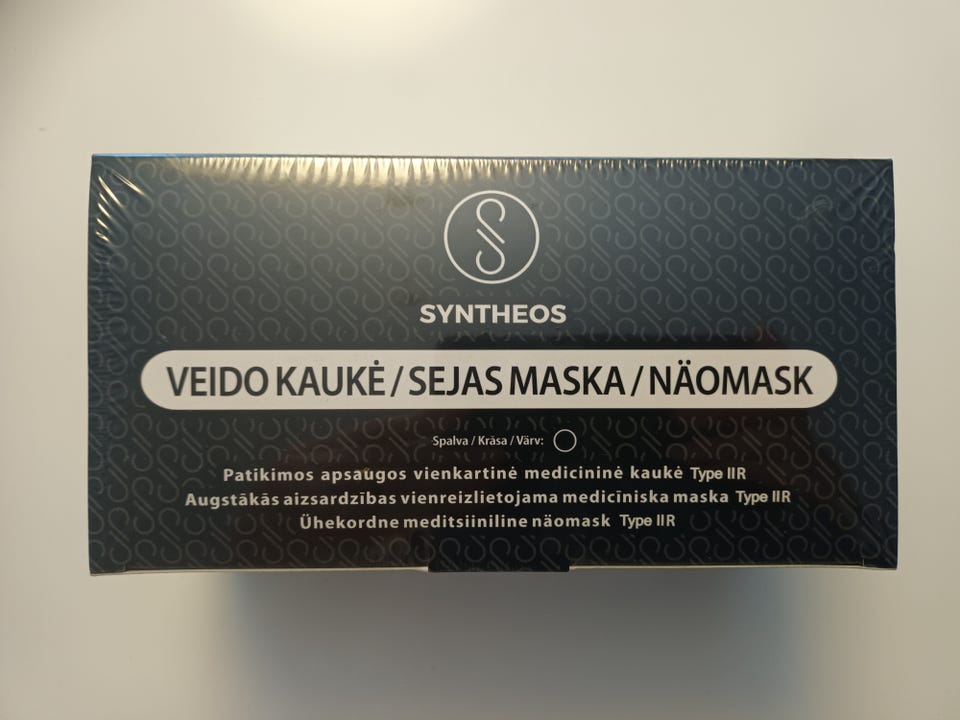 SYNTHEOS
VEIDO KAUKĖ / SEJAS MASKA / NÄOMASK
Spalva / Krāsa / Värv:
Patikimos apsaugos vienkartinė medicininė kaukė Type IIR
Augstākās aizsardzības vienreizlietojama medicīniska maska Type IIR
Ühekordne meditsiiniline näomask Type IIR